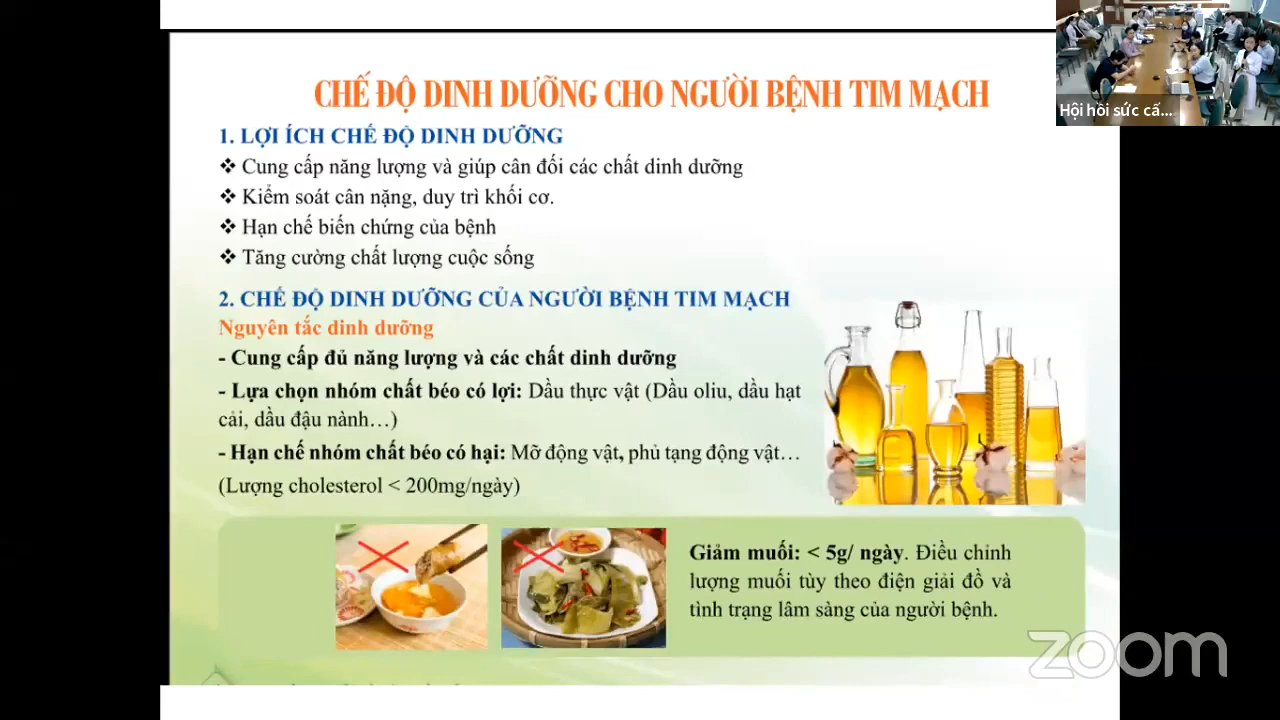 CHẾ ĐỘ DINH DƯỠNG CHO NGƯỜI BỆNH TIM MẠCH
1. LỢI ÍCH CHẾ ĐỘ DINH DƯỠNG
❖ Cung cấp năng lượng và giúp cân đối các chất dinh dưỡng
❖ Kiểm soát cân nặng, duy trì khối cơ.
❖ Hạn chế biến chứng của bệnh
❖ Tăng cường chất lượng cuộc sống
2. CHẾ ĐỘ DINH DƯỠNG CỦA NGƯỜI BỆNH TIM MẠCH
Nguyên tắc dinh dưỡng
- Cung cấp đủ năng lượng và các chất dinh dưỡng
- Lựa chọn nhóm chất béo có lợi: Dầu thực vật (Dầu oliu, dầu hạt
cải, dầu đậu nành…)
- Hạn chế nhóm chất béo có hại: Mỡ động vật, phủ tạng động vật…
(Lượng cholesterol < 200mg/ngày)
Giảm muối: < 5g/ ngày. Điều chỉnh
lượng muối tùy theo điện giải đồ và
tình trạng lâm sàng của người bệnh.
Hội hồi sức cấ...
zoom